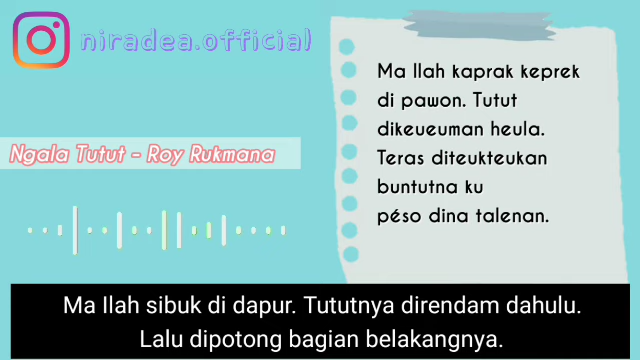 niradea.official
Ngala Tutut - Roy Rukmana
Ma Ilah kaprak keprek
di pawon. Tutut
dikeueuman heula.
Teras diteukteukan
buntutna ku
péso dina talenan.
Ma Ilah sibuk di dapur. Tututnya direndam dahulu.
Lalu dipotong bagian belakangnya.